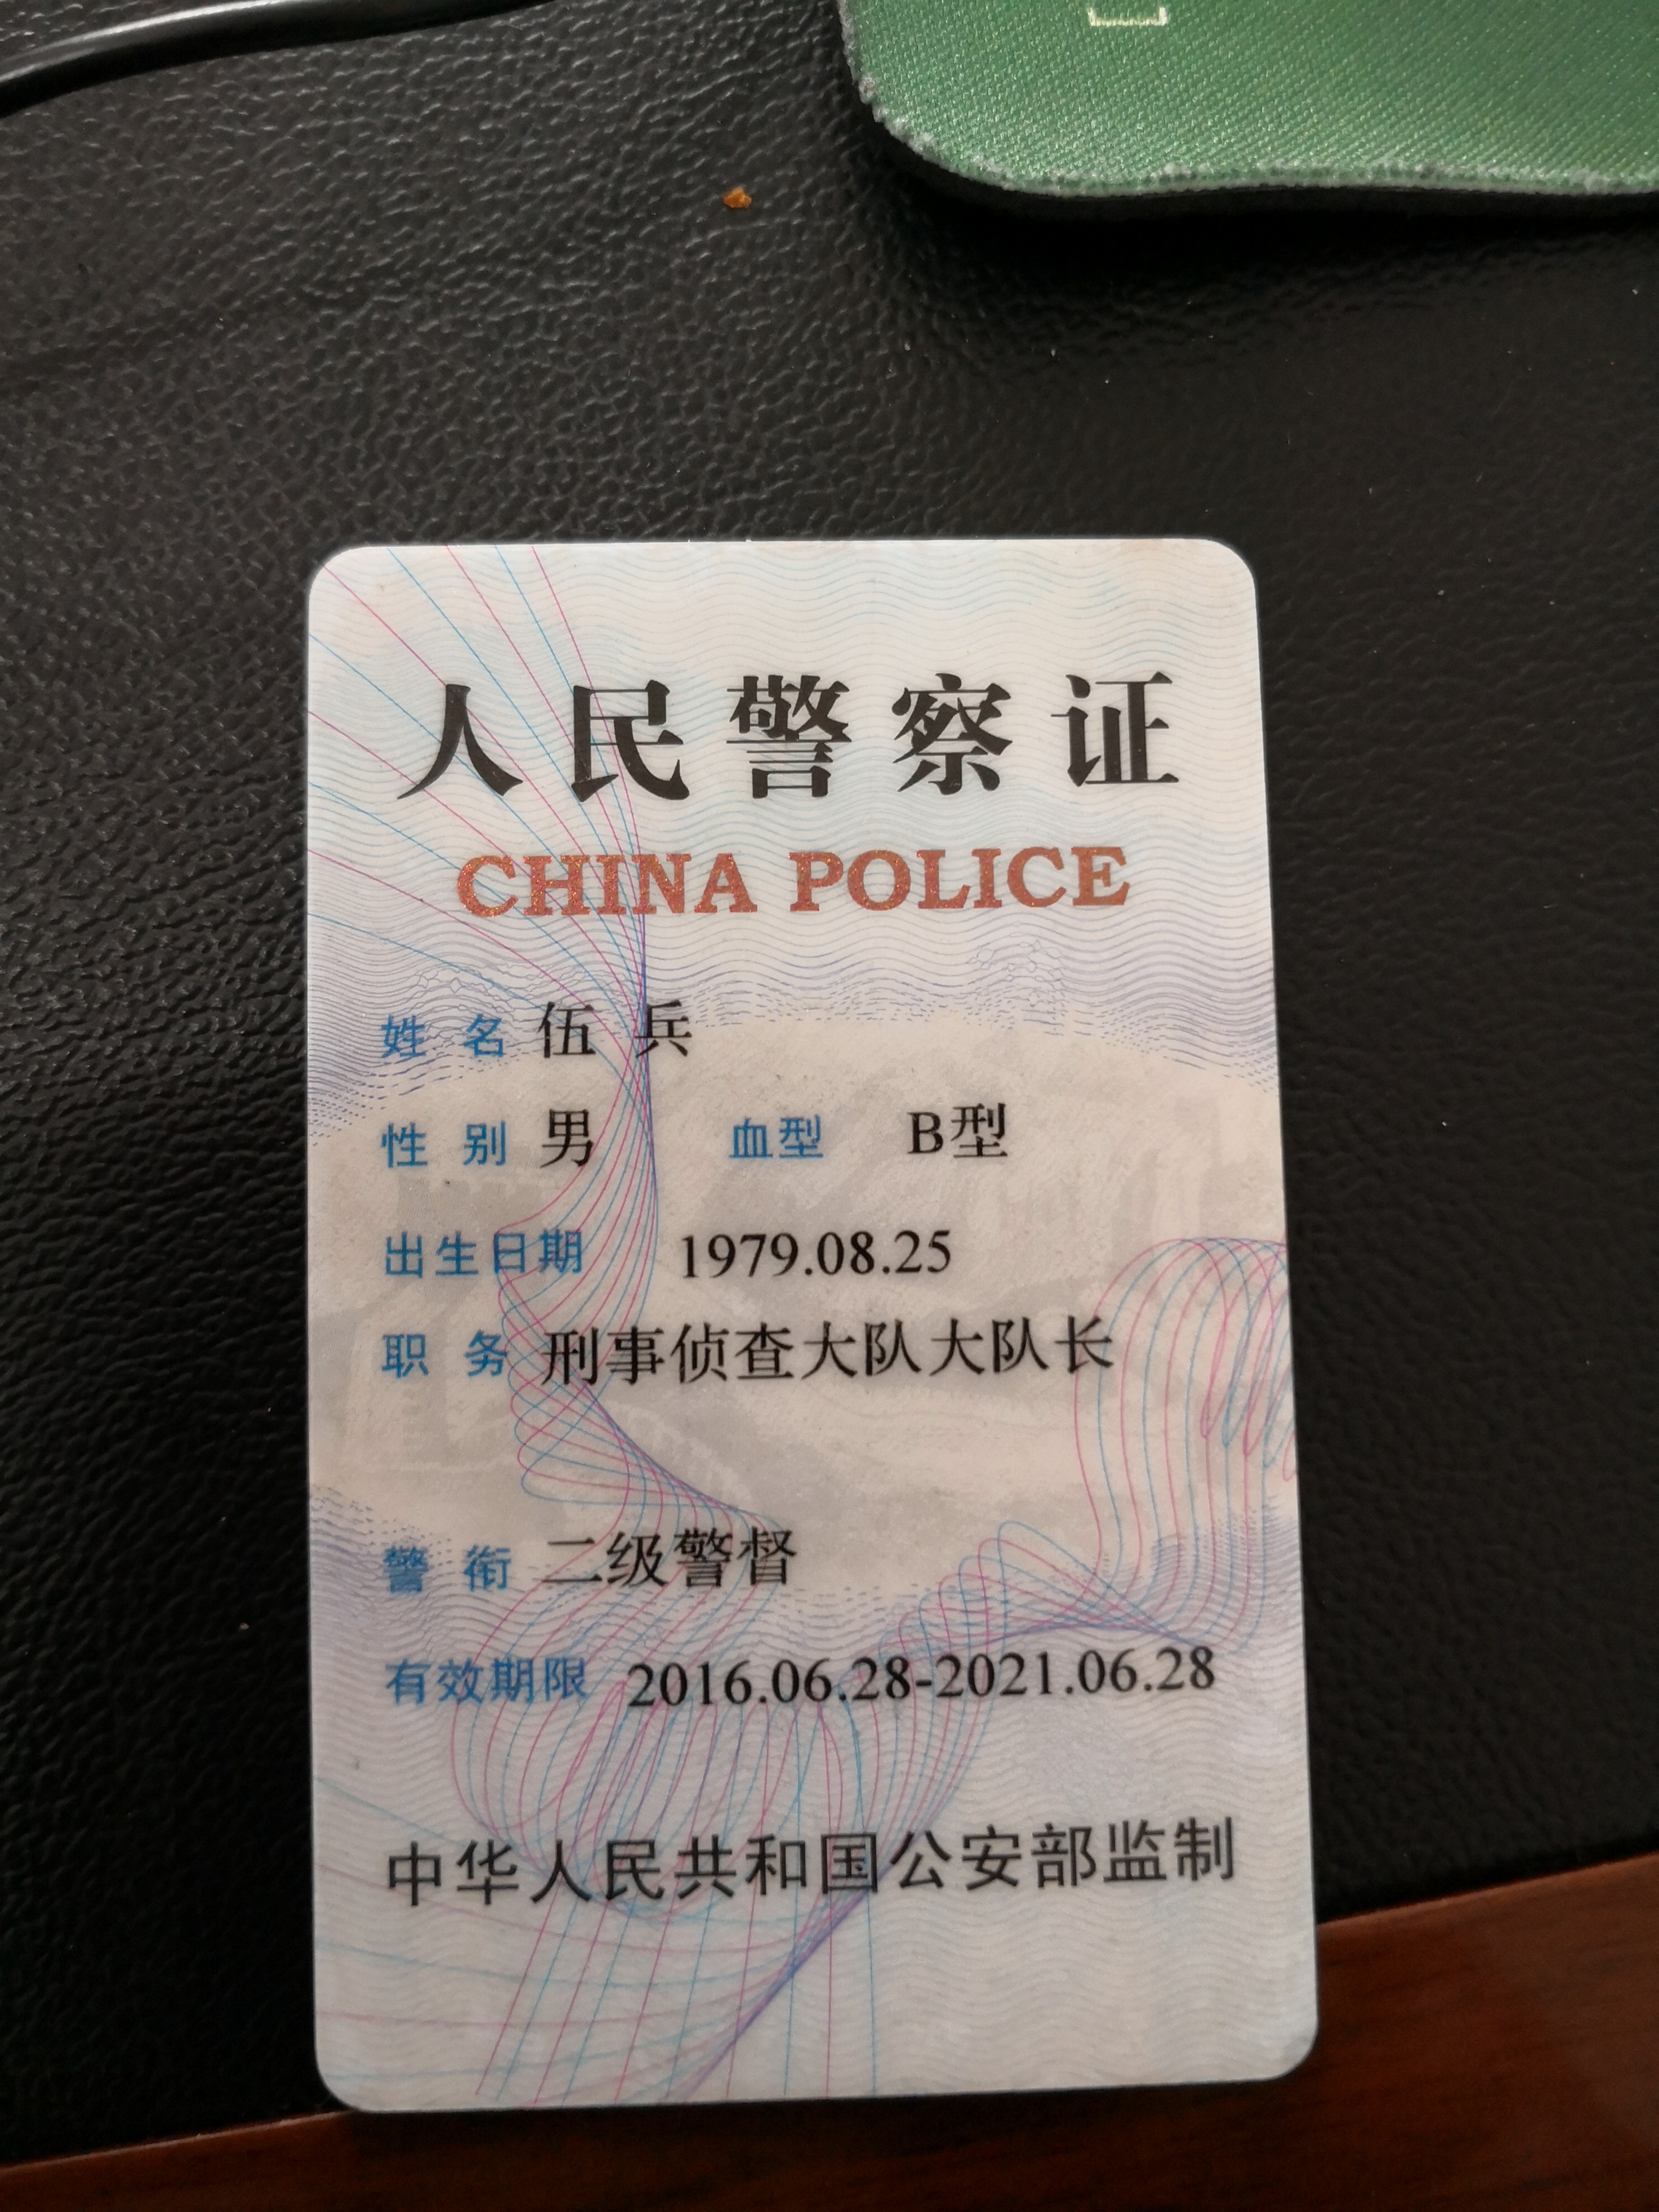 人民警察证
CHINA POLICE
姓名 伍兵
性别 男 血型 B型
出生日期 1979.08.25
职务 刑事侦查大队大队长
警衔 二级警督
有效期限 2016.06.28-2021.06.28
中华人民共和国公安部监制